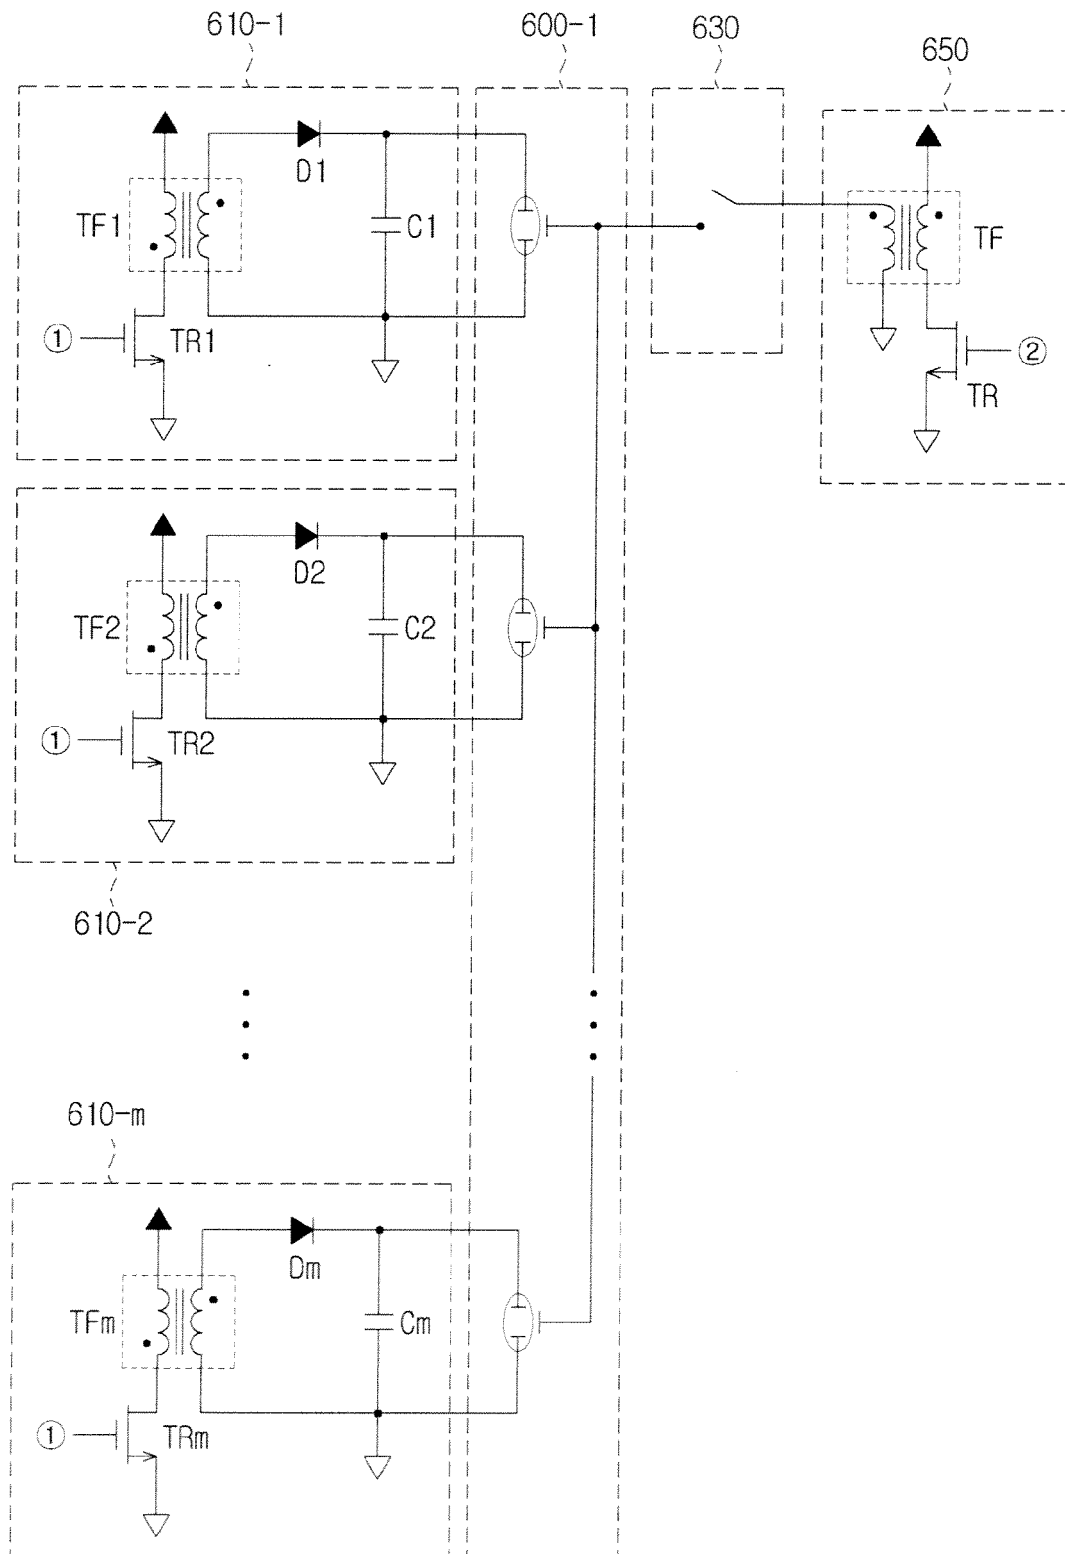 610-1
600-1
630
650
D1
TF1
C1
TF
①
TR1
②
TR
D2
TF2
C2
①
TR2
610-2
610-m
Dm
TFm
Cm
①
TRm